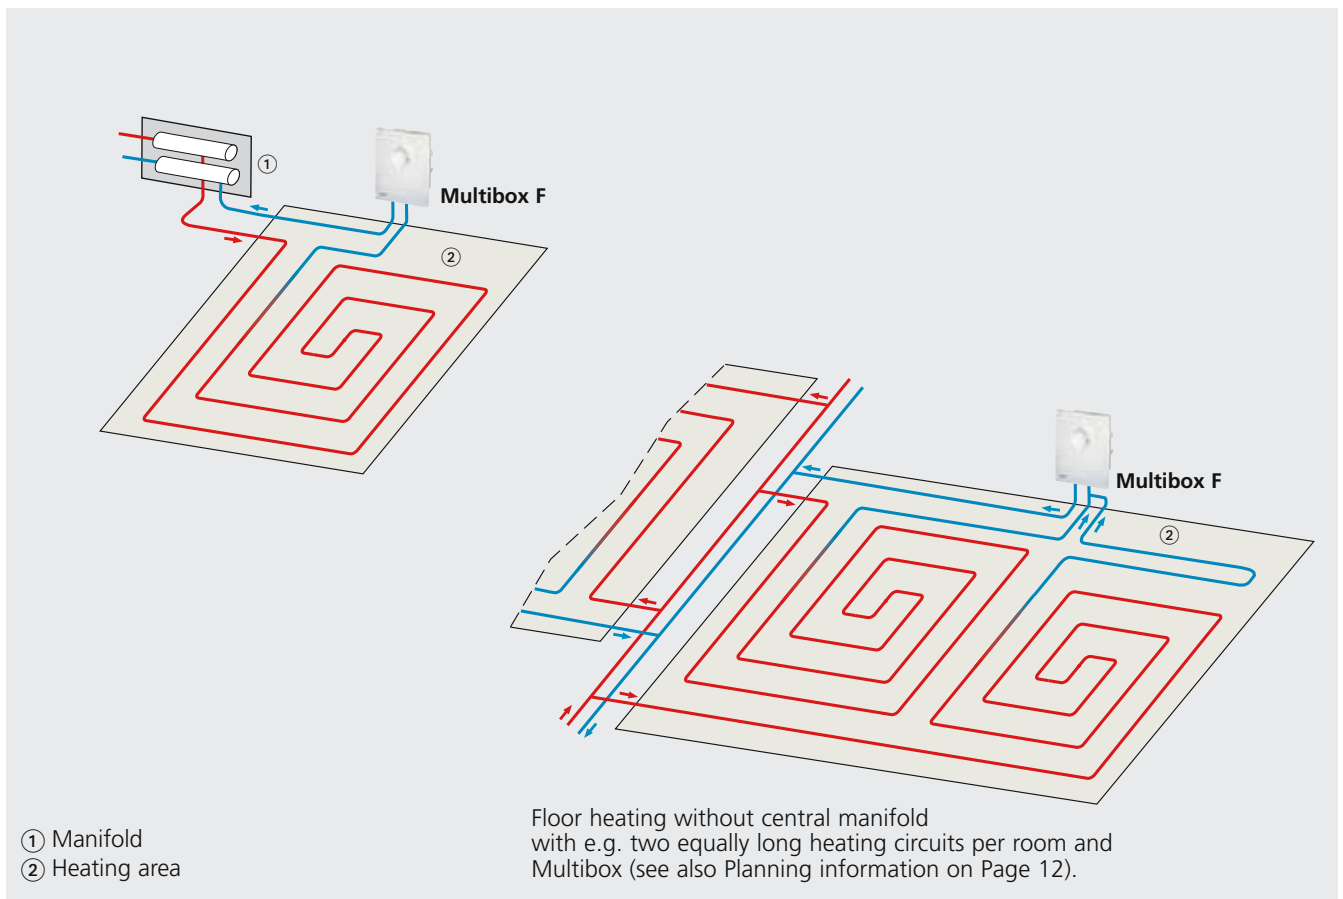 ①
Multibox F
②
Multibox F
②
① Manifold
② Heating area
Floor heating without central manifold
with e.g. two equally long heating circuits per room and
Multibox (see also Planning information on Page 12).